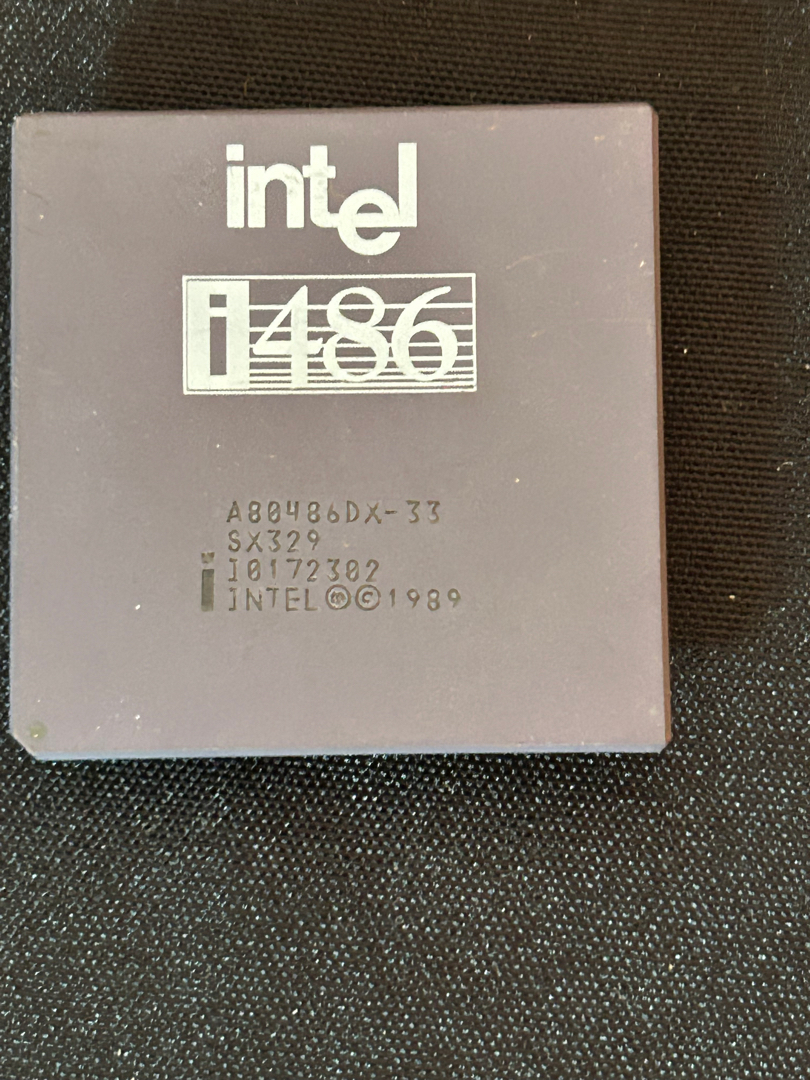 intel
i486
A80486DX-33
SX329
I0172302
INTEL Ⓜ©1989